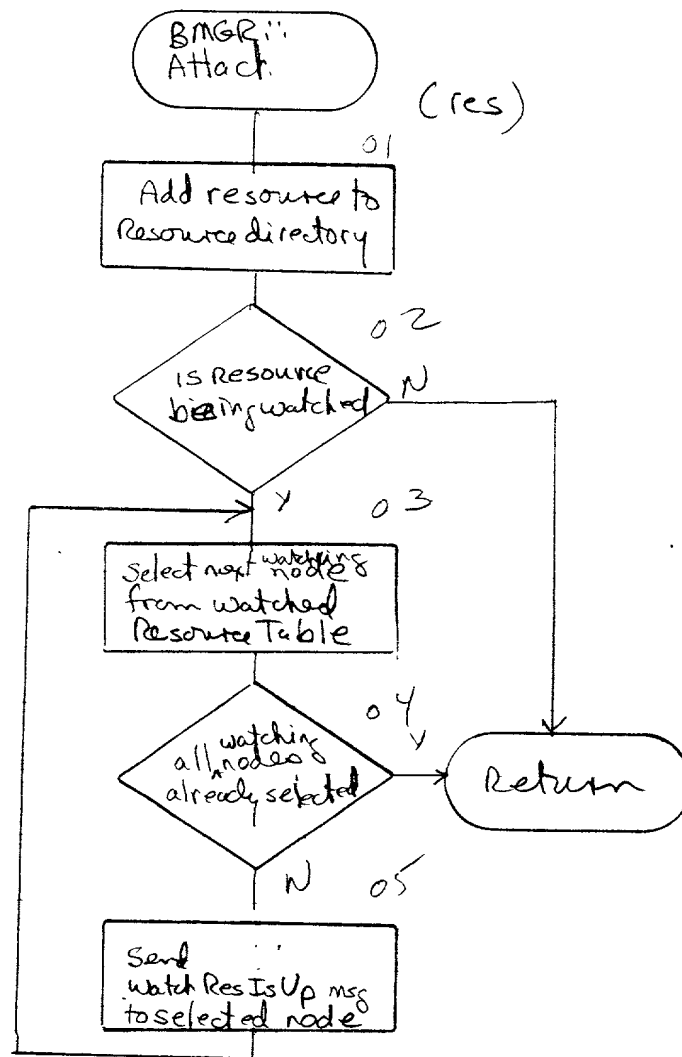 BMGR::
Attach
(res)
01
Add resource to
Resource directory
02
is Resource
being watched
N
Y
03
Select next watching node
from watched
Resource Table
04
all watching nodes
already selected
Y
Return
N
05
Send
WatchResIsUp msg
to selected node